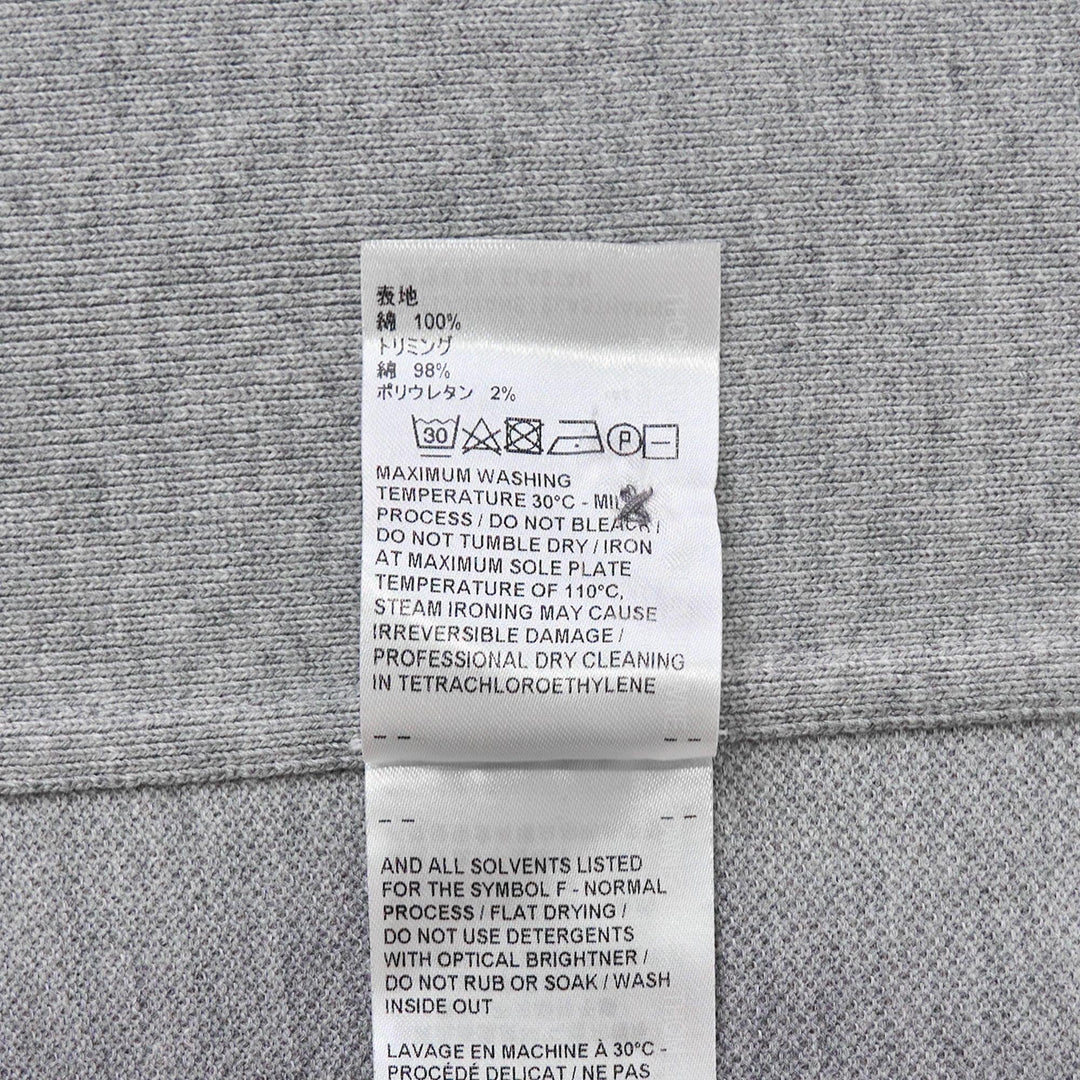 表地
綿 100%
トリミング
綿 98%
ポリウレタン 2%
30 P
MAXIMUM WASHING
TEMPERATURE 30°C - MILD
PROCESS / DO NOT BLEACH /
DO NOT TUMBLE DRY / IRON
AT MAXIMUM SOLE PLATE
TEMPERATURE OF 110°C,
STEAM IRONING MAY CAUSE
IRREVERSIBLE DAMAGE /
PROFESSIONAL DRY CLEANING
IN TETRACHLOROETHYLENE
AND ALL SOLVENTS LISTED
FOR THE SYMBOL F - NORMAL
PROCESS / FLAT DRYING /
DO NOT USE DETERGENTS
WITH OPTICAL BRIGHTNER /
DO NOT RUB OR SOAK / WASH
INSIDE OUT
LAVAGE EN MACHINE À 30°C -
PROCÉDÉ DELICAT / NE PAS